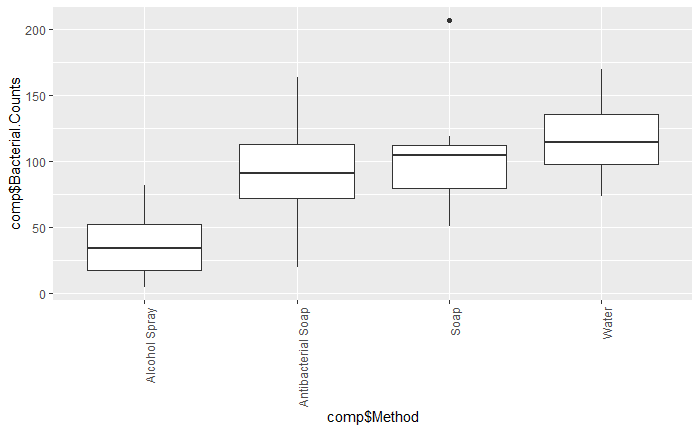 200
150
100
50
0
comp$Bacterial.Counts
Alcohol Spray
Antibacterial Soap
Soap
Water
comp$Method